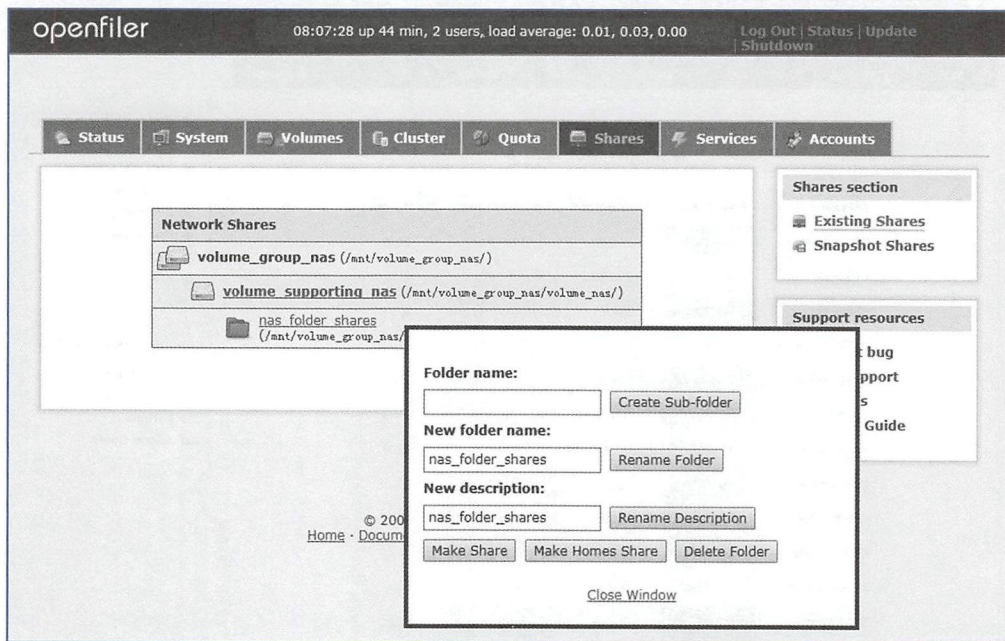 openfiler
08:07:28 up 44 min, 2 users, load average: 0.01, 0.03, 0.00
Log Out | Status | Update
| Shutdown
Status
System
Volumes
Cluster
Quota
Shares
Services
Accounts
Network Shares
volume_group_nas (/mnt/volume_group_nas/)
volume_supporting_nas (/mnt/volume_group_nas/volume_nas/)
nas_folder_shares
(/mnt/volume_group_nas/
Shares section
Existing Shares
Snapshot Shares
Support resources
bug
pport
s
Guide
Folder name:
Create Sub-folder
New folder name:
nas_folder_shares
Rename Folder
New description:
nas_folder_shares
Rename Description
Make Share
Make Homes Share
Delete Folder
Close Window
© 200
Home · Docum